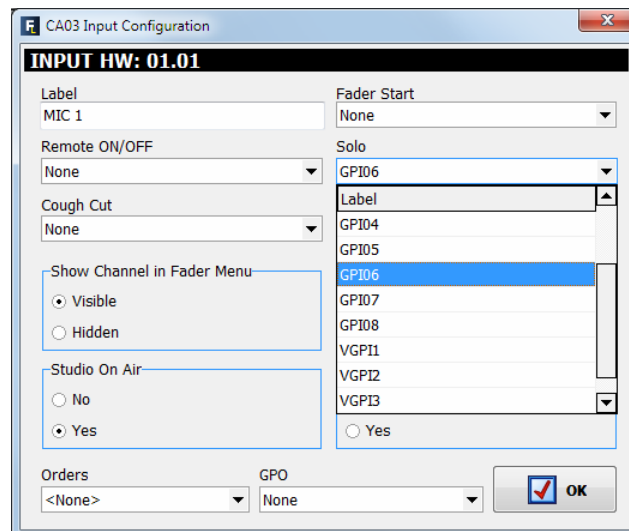 CA03 Input Configuration
INPUT HW: 01.01
Label
Fader Start
MIC 1
None
Remote ON/OFF
Solo
None
GPI06
Cough Cut
None
Label
GPI04
GPI05
GPI06
GPI07
GPI08
VGPI1
VGPI2
VGPI3
Show Channel in Fader Menu
Visible
Hidden
Studio On Air
No
Yes
Yes
Orders
GPO
<None>
None
OK